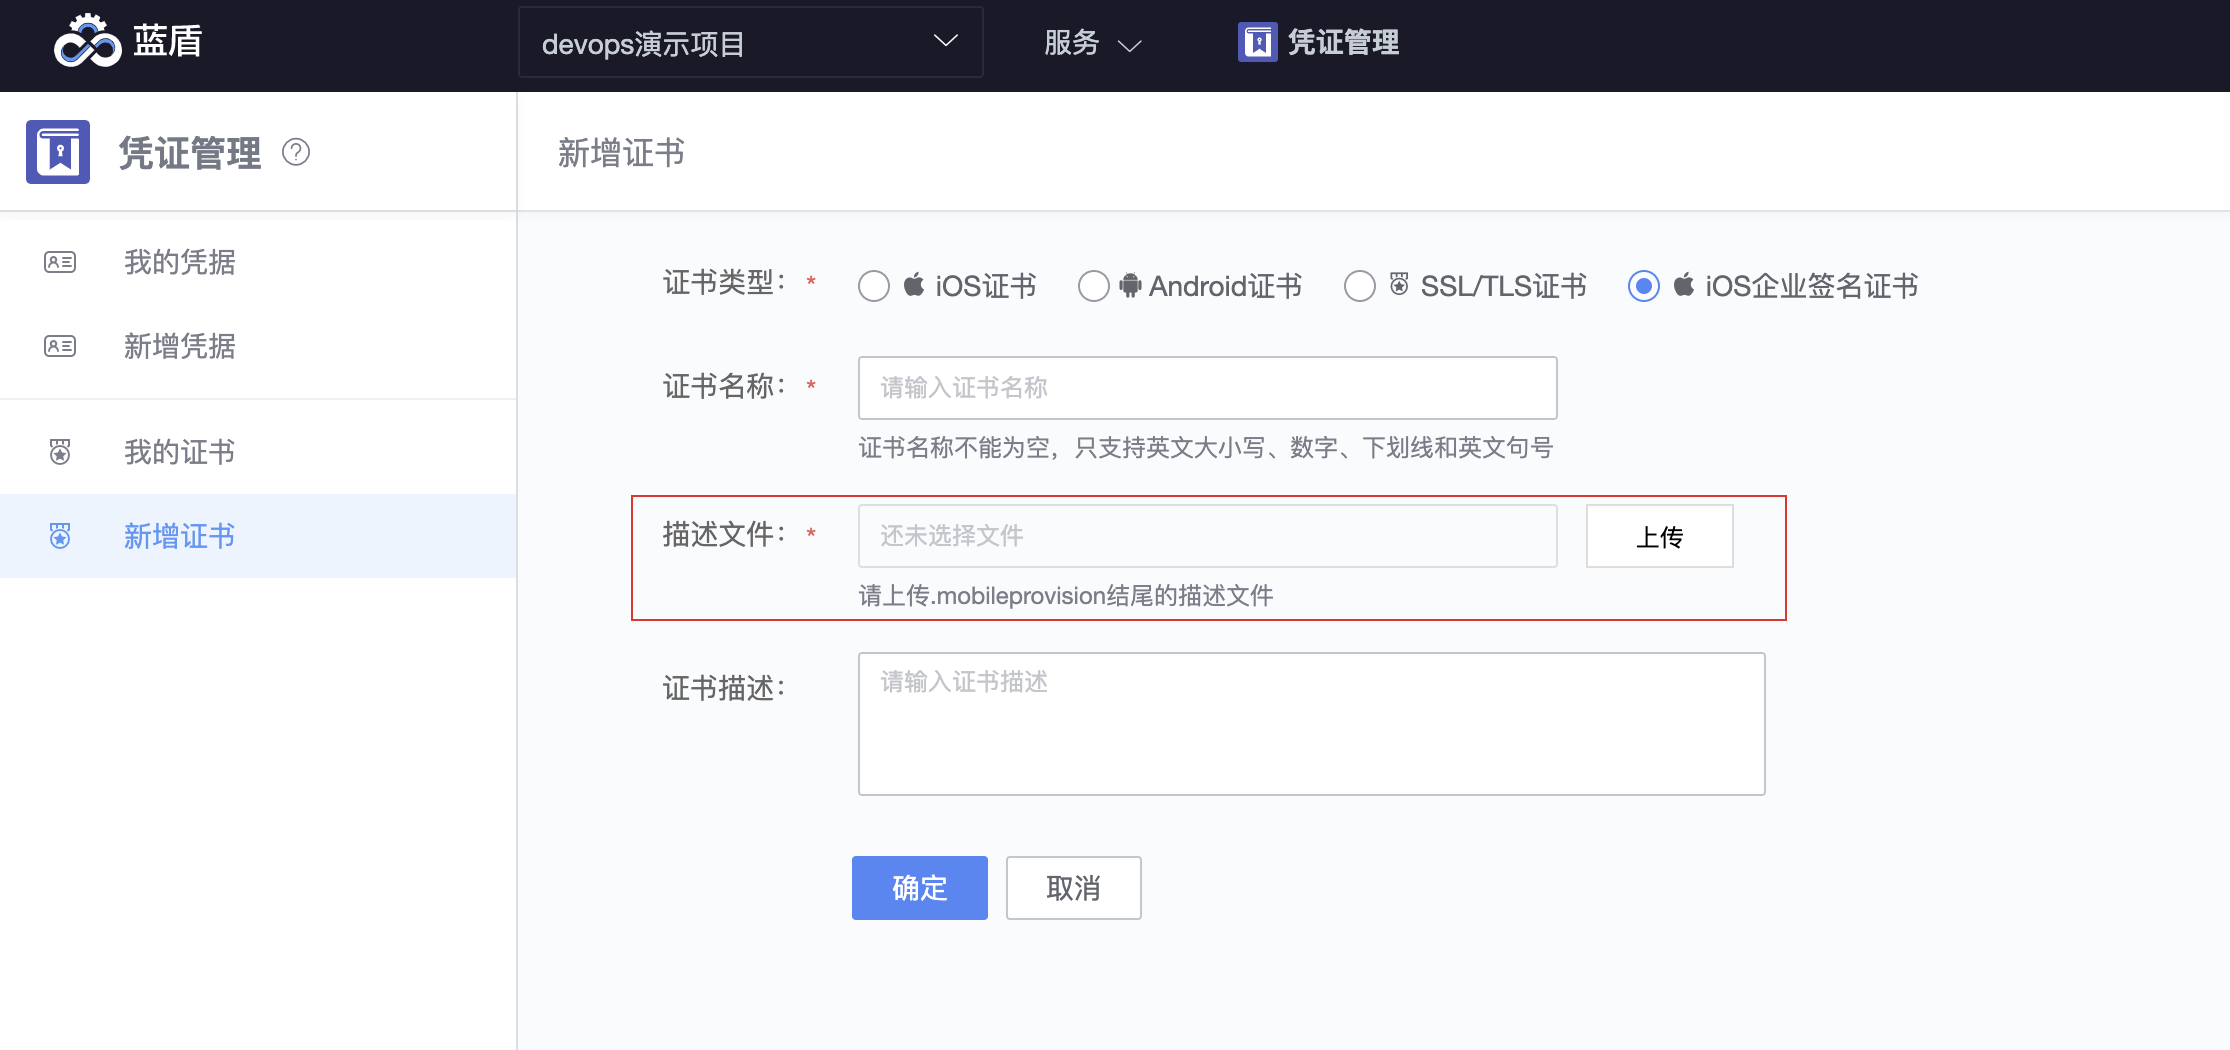 蓝盾
devops演示项目
服务
凭证管理
凭证管理 ?
新增证书
我的凭据
新增凭据
我的证书
新增证书
证书类型： * iOS证书 Android证书 SSL/TLS证书 iOS企业签名证书
证书名称： * 请输入证书名称
证书名称不能为空，只支持英文大小写、数字、下划线和英文句号
描述文件： * 还未选择文件 上传
请上传.mobileprovision结尾的描述文件
证书描述： 请输入证书描述
确定 取消